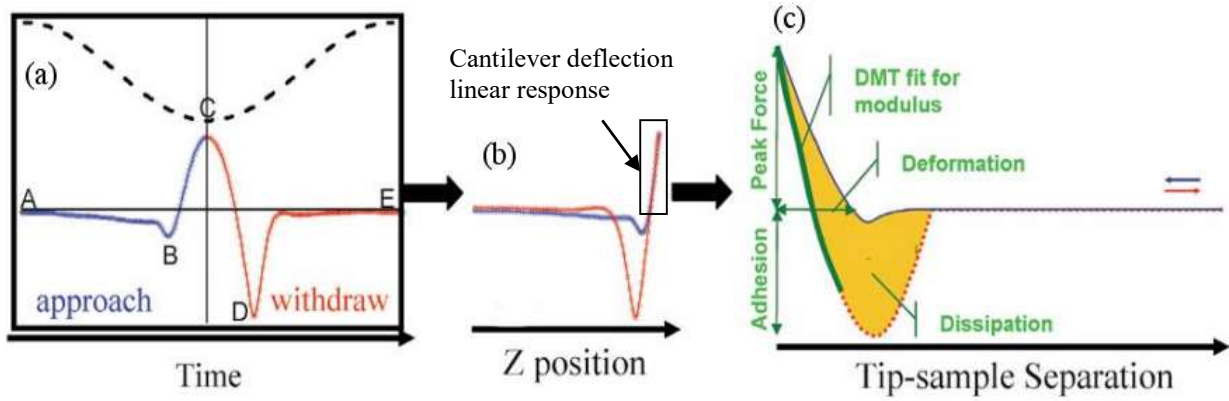 (a)
C
A
E
B
D
approach
withdraw
Time
Cantilever deflection
linear response
(b)
Z position
(c)
Peak Force
Adhesion
DMT fit for
modulus
Deformation
Dissipation
Tip-sample Separation